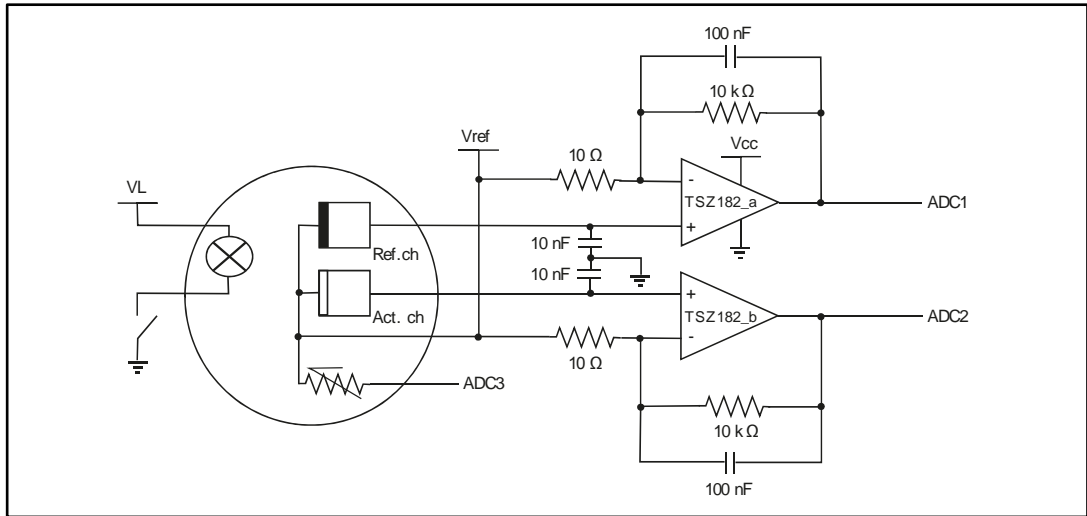 100 nF
10 kΩ
Vref
Vcc
10 Ω
VL
-
TSZ182_a
ADC1
+
Ref.ch
10 nF
10 nF
+
Act. ch
TSZ182_b
ADC2
-
10 Ω
ADC3
10 kΩ
100 nF